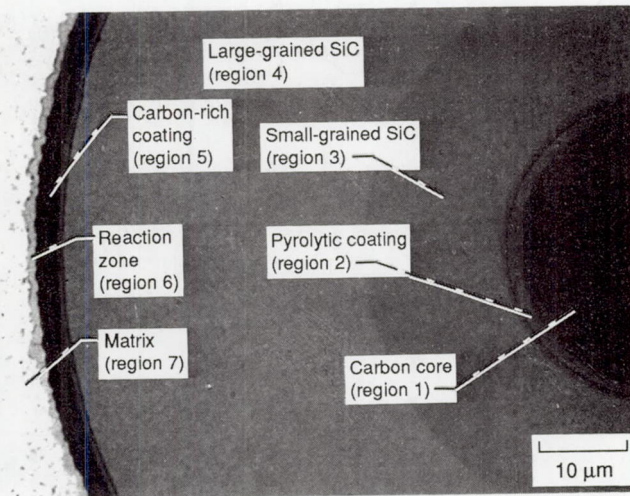 Large-grained SiC
(region 4)
Carbon-rich
coating
(region 5)
Small-grained SiC
(region 3)
Reaction
zone
(region 6)
Pyrolytic coating
(region 2)
Matrix
(region 7)
Carbon core
(region 1)
10 μm